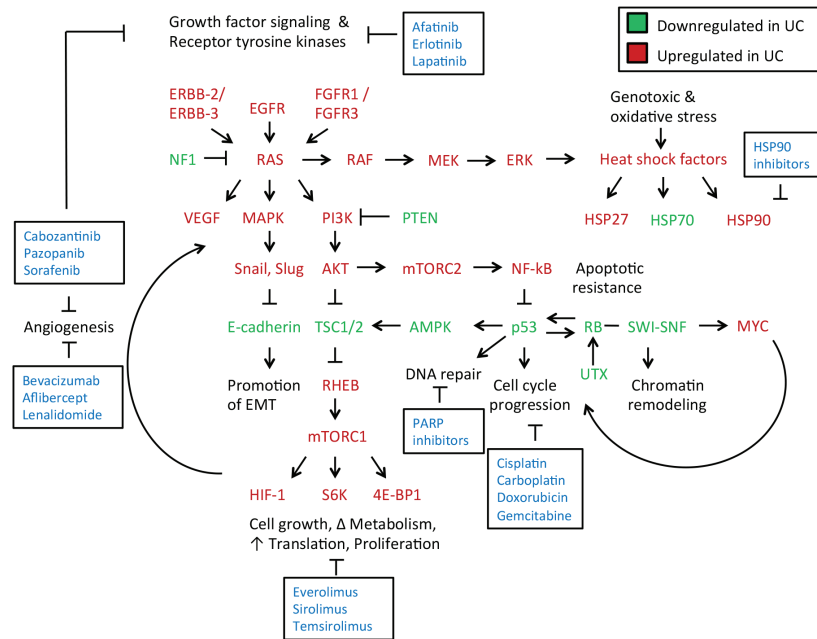 Growth factor signaling &
Receptor tyrosine kinases
Afatinib
Erlotinib
Lapatinib
Downregulated in UC
Upregulated in UC
ERBB-2/
ERBB-3
EGFR
FGFR1 /
FGFR3
Genotoxic &
oxidative stress
NF1
RAS
RAF
MEK
ERK
Heat shock factors
HSP90
inhibitors
VEGF
MAPK
PI3K
PTEN
HSP27
HSP70
HSP90
Cabozantinib
Pazopanib
Sorafenib
Snail, Slug
AKT
mTORC2
NF-kB
Apoptotic
resistance
Angiogenesis
E-cadherin
TSC1/2
AMPK
p53
RB
SWI-SNF
MYC
Bevacizumab
Aflibercept
Lenalidomide
Promotion
of EMT
RHEB
DNA repair
Cell cycle
progression
UTX
Chromatin
remodeling
PARP
inhibitors
mTORC1
Cisplatin
Carboplatin
Doxorubicin
Gemcitabine
HIF-1
S6K
4E-BP1
Cell growth, Δ Metabolism,
↑ Translation, Proliferation
Everolimus
Sirolimus
Temsirolimus